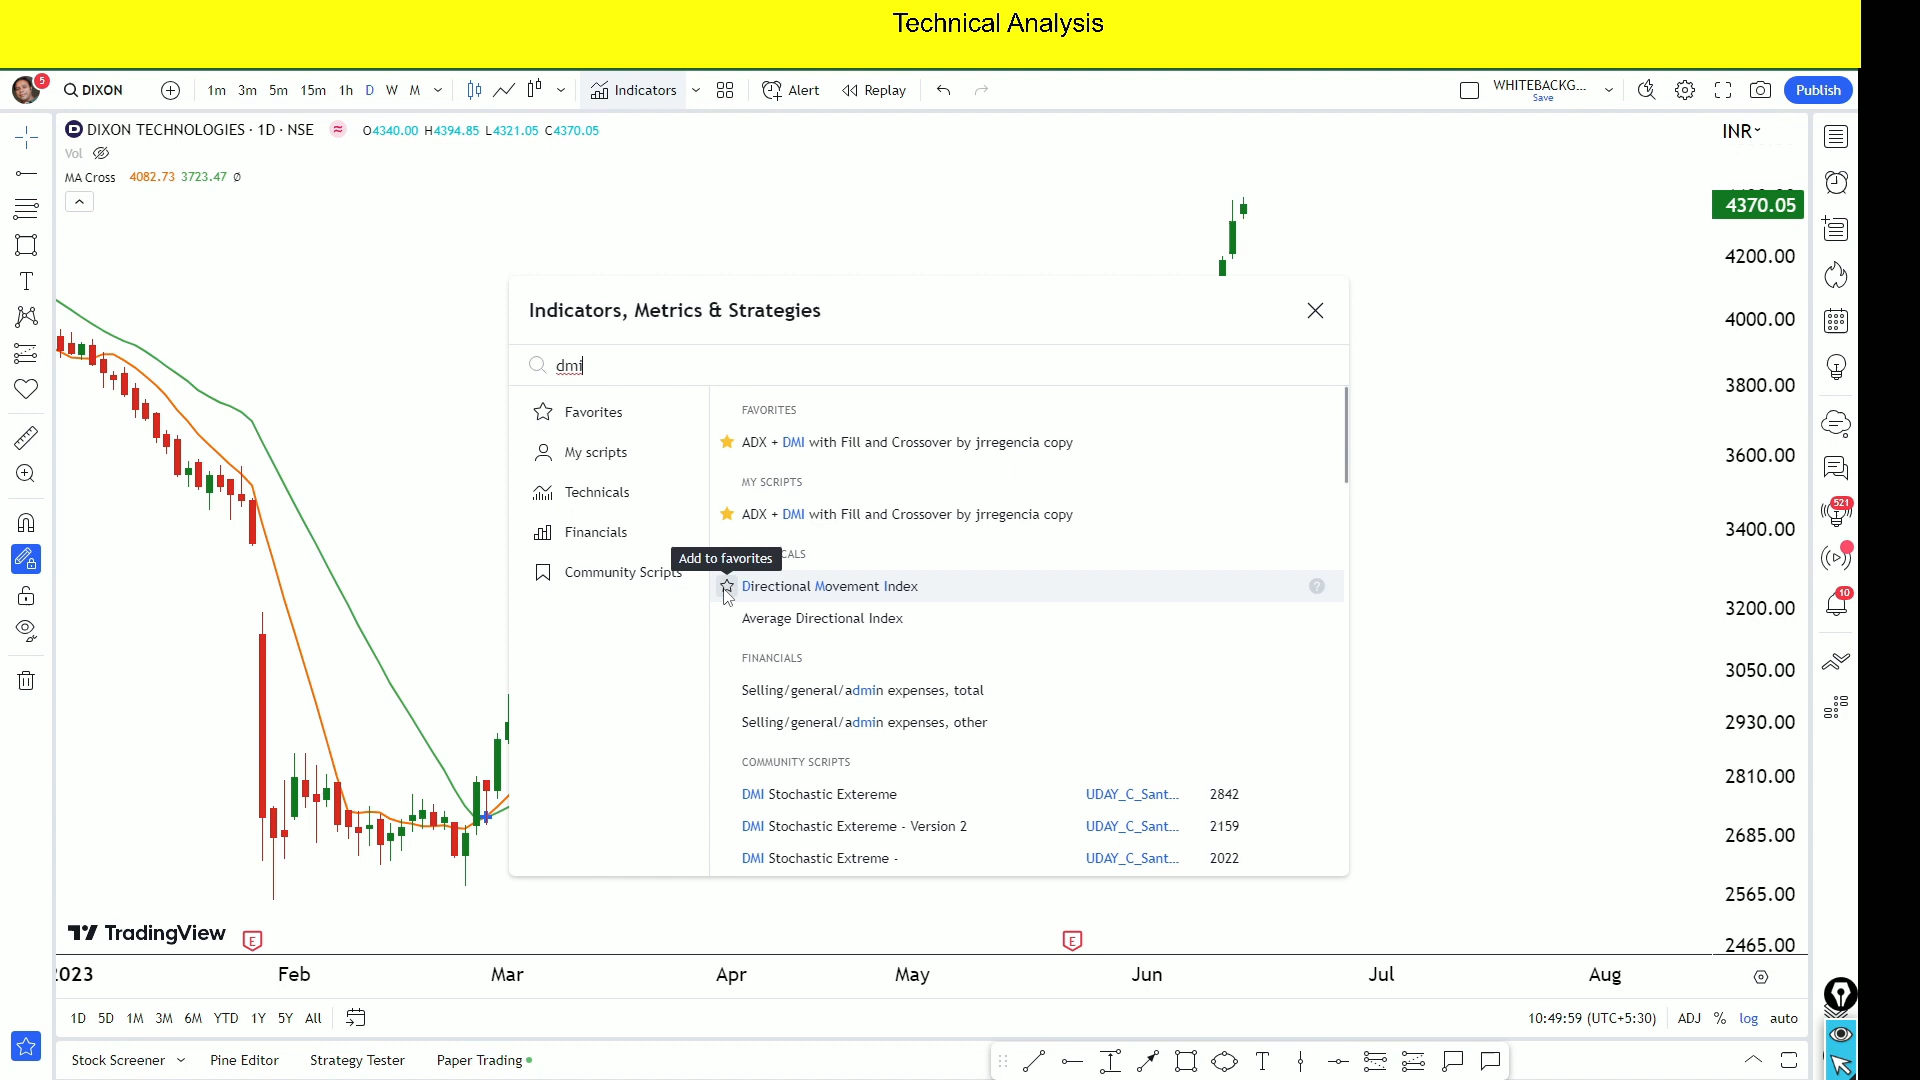 Technical Analysis
5 DIXON 1m 3m 5m 15m 1h D W M Indicators Alert Replay WHITEBACKG... Save Publish
DIXON TECHNOLOGIES · 1D · NSE O4340.00 H4394.85 L4321.05 C4370.05 INR
Vol
MA Cross 4082.73 3723.47 Ø
4370.05
4200.00
4000.00
3800.00
3600.00
3400.00
3200.00
3050.00
2930.00
2810.00
2685.00
2565.00
2465.00
Indicators, Metrics & Strategies
dmi
Favorites
My scripts
Technicals
Financials
Community Scripts
FAVORITES
ADX + DMI with Fill and Crossover by jrregencia copy
MY SCRIPTS
ADX + DMI with Fill and Crossover by jrregencia copy
Add to favorites
CALS
Directional Movement Index ?
Average Directional Index
FINANCIALS
Selling/general/admin expenses, total
Selling/general/admin expenses, other
COMMUNITY SCRIPTS
DMI Stochastic Extereme UDAY_C_Sant... 2842
DMI Stochastic Extereme - Version 2 UDAY_C_Sant... 2159
DMI Stochastic Extreme - UDAY_C_Sant... 2022
521
10
TradingView E E
2023 Feb Mar Apr May Jun Jul Aug
1D 5D 1M 3M 6M YTD 1Y 5Y All 10:49:59 (UTC+5:30) ADJ % log auto
Stock Screener Pine Editor Strategy Tester Paper Trading